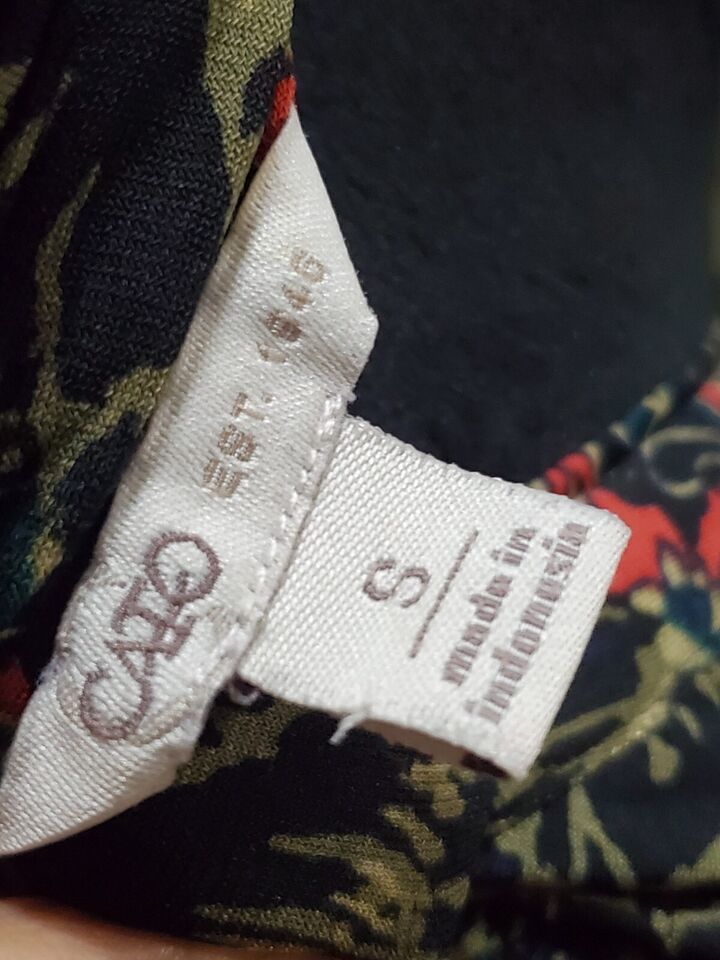 CATO
EST. 1946
S
made in
indonesia